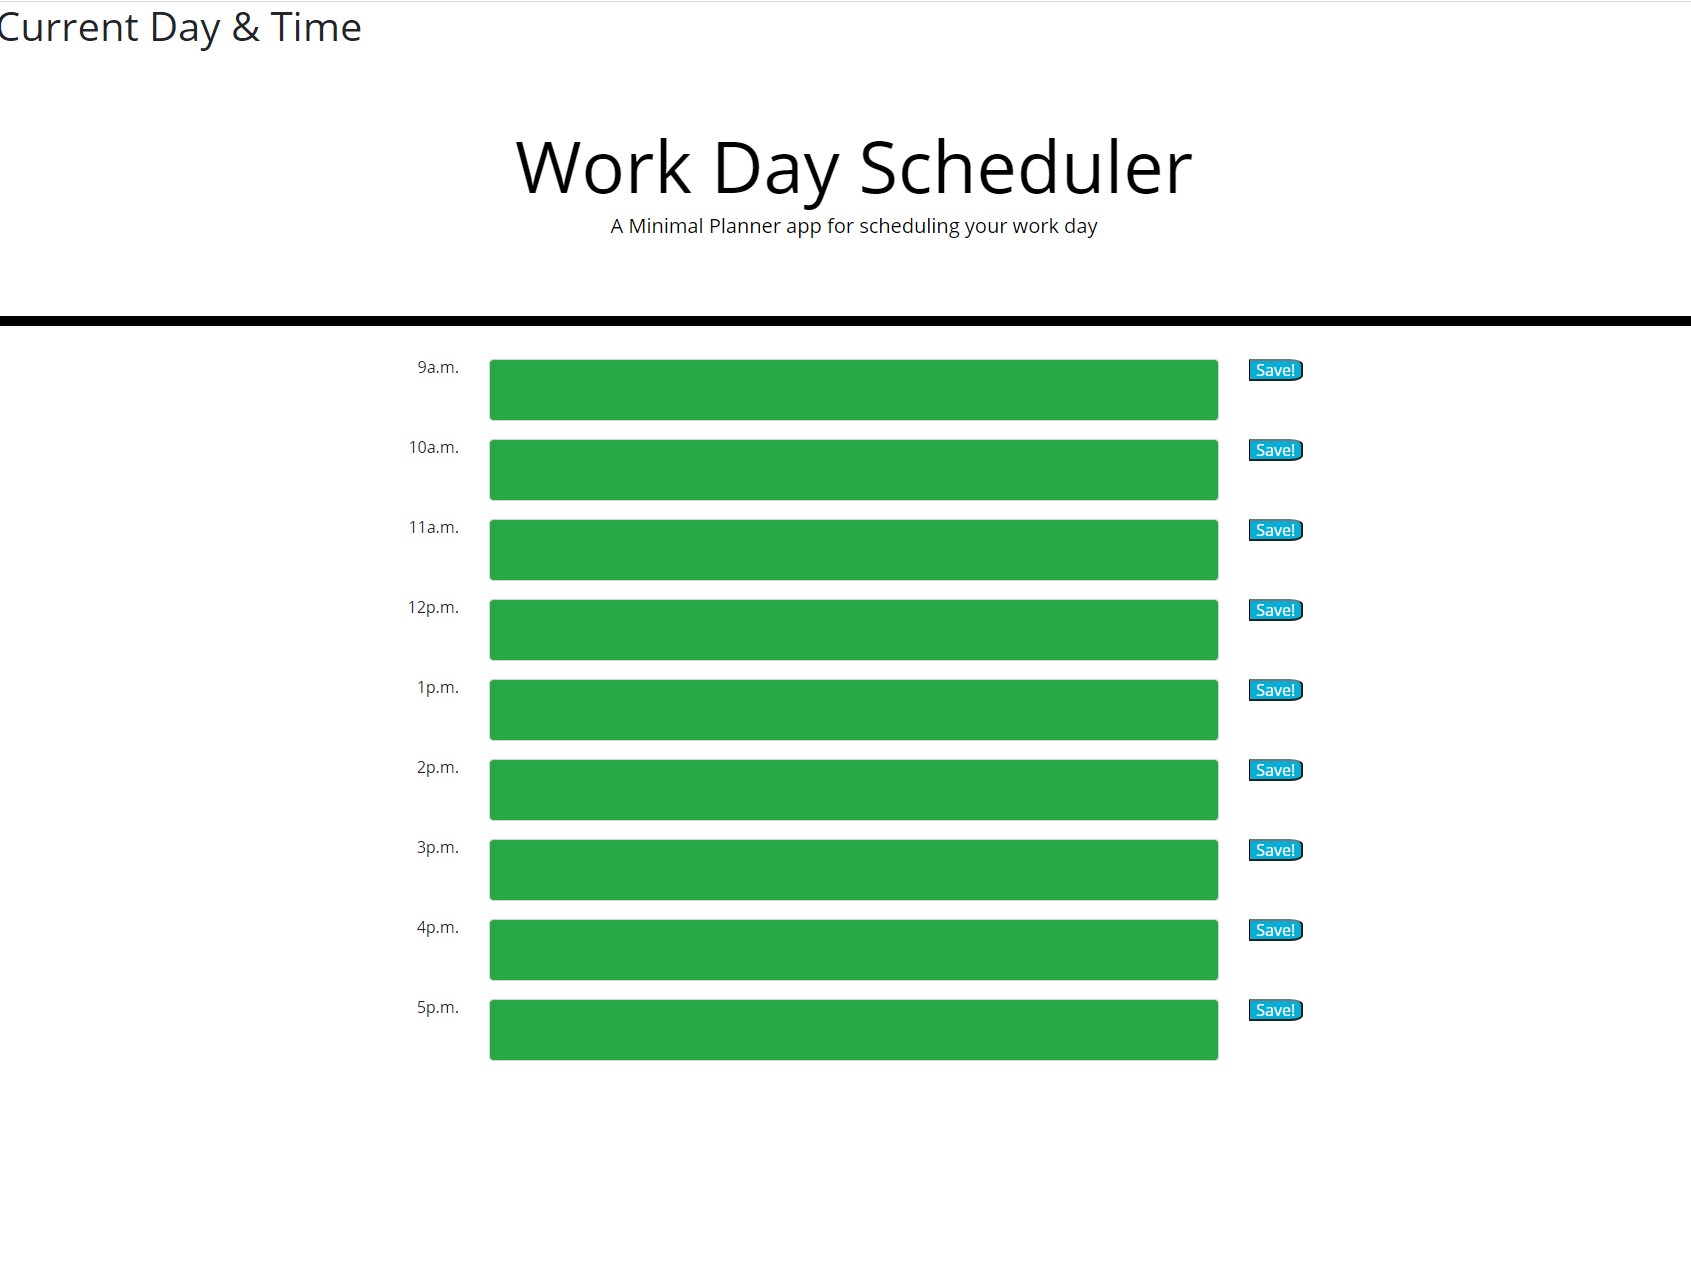 Current Day & Time
Work Day Scheduler
A Minimal Planner app for scheduling your work day
9a.m. Save!
10a.m. Save!
11a.m. Save!
12p.m. Save!
1p.m. Save!
2p.m. Save!
3p.m. Save!
4p.m. Save!
5p.m. Save!